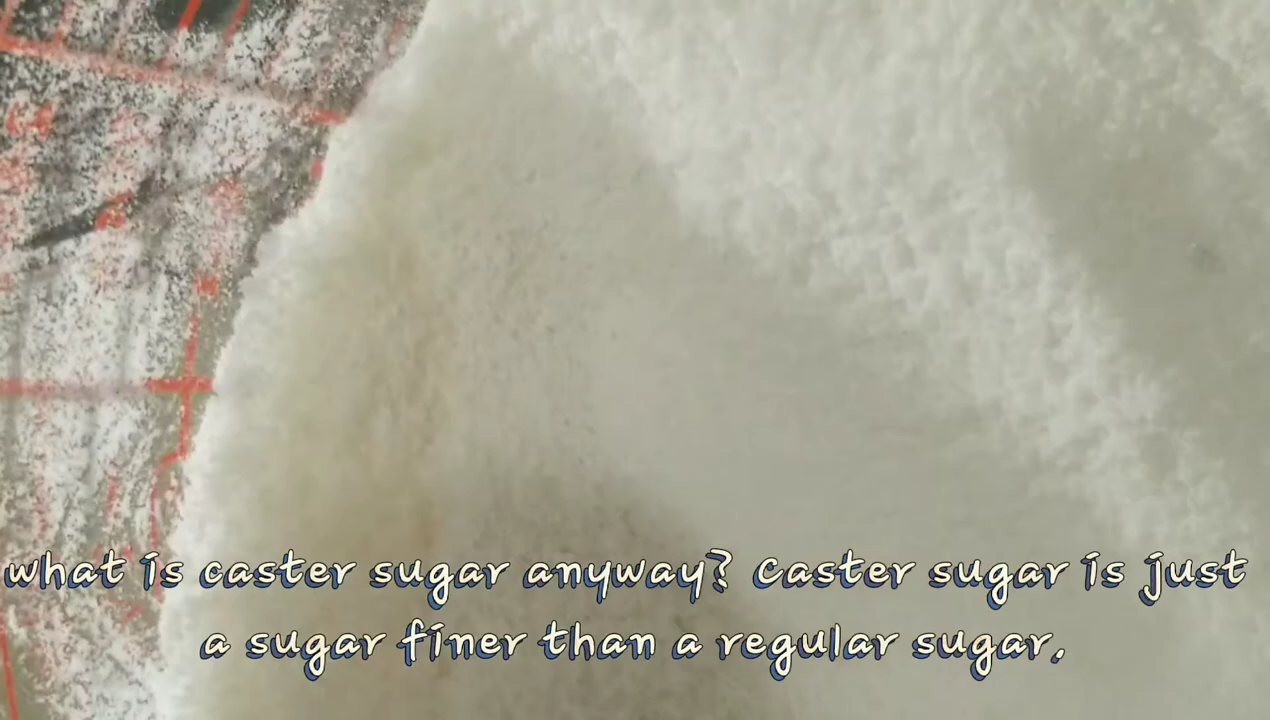 what is caster sugar anyway? Caster sugar is just
a sugar finer than a regular sugar.